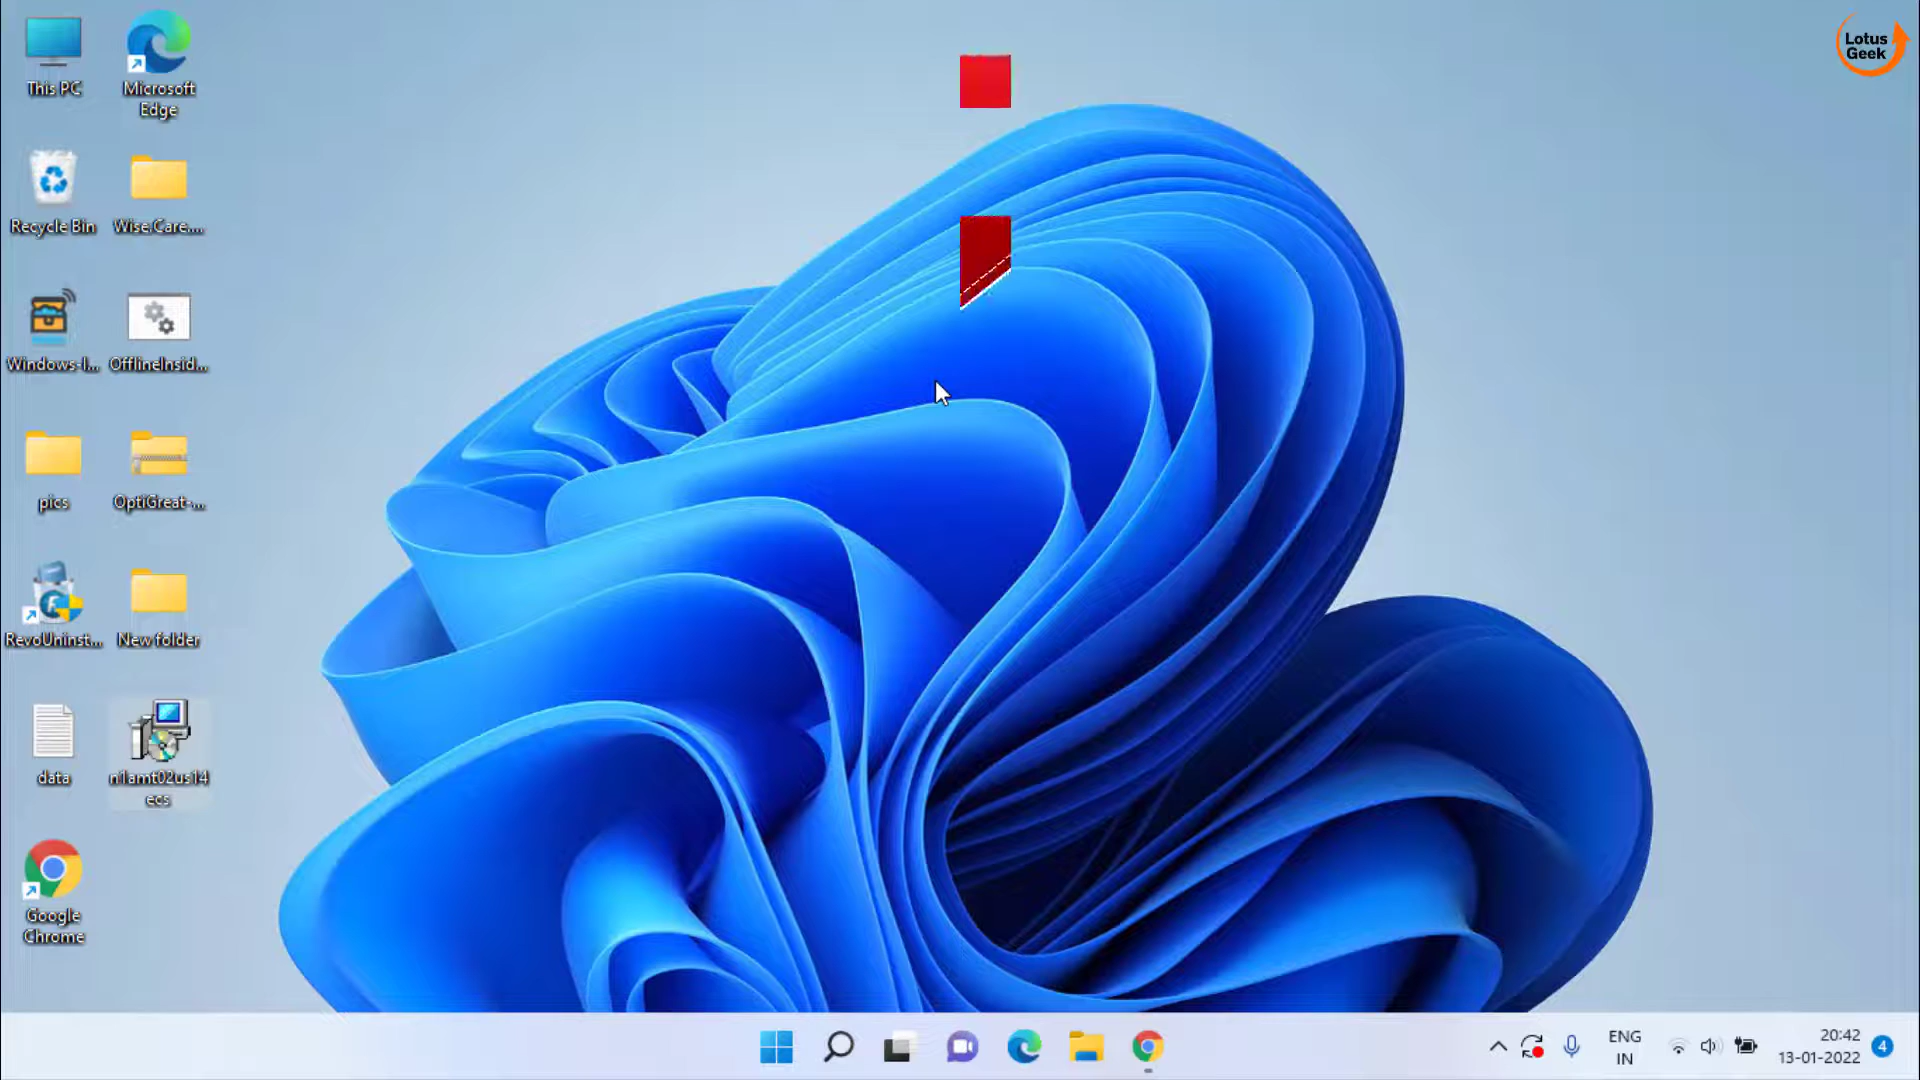 This PC
Microsoft
Edge
Lotus
Geek
Recycle Bin
Wise.Care....
Windows-I...
OfflineInsid...
pics
OptiGreat-...
RevoUninst...
New folder
data
n1amt02us14
ecs
Google
Chrome
ENG
IN
20:42
13-01-2022
4